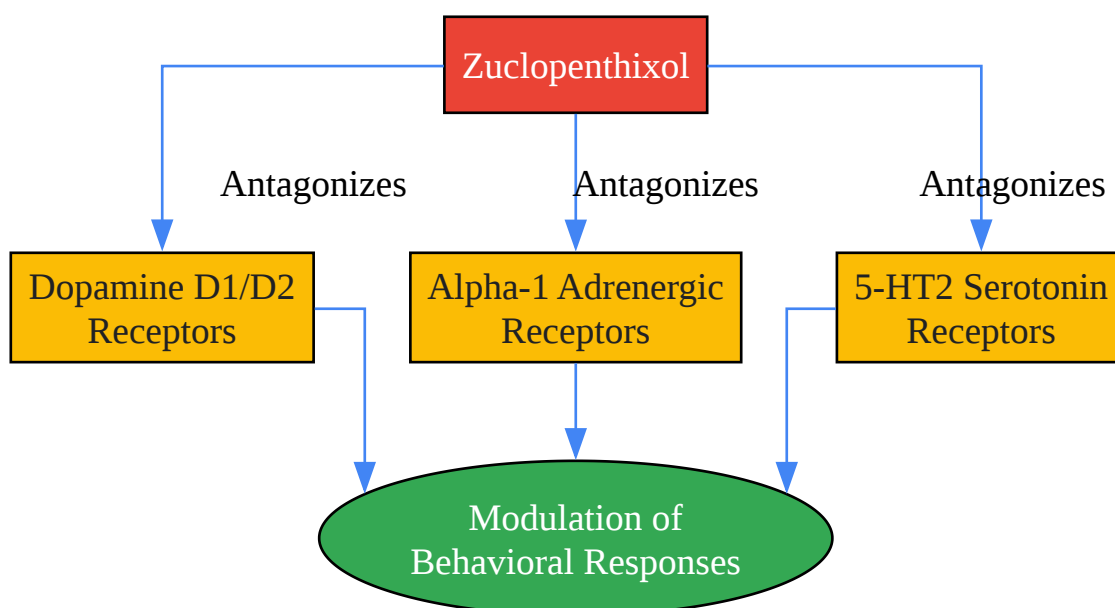 Zuclopenthixol
Antagonizes
Antagonizes
Antagonizes
Dopamine D1/D2
Receptors
Alpha-1 Adrenergic
Receptors
5-HT2 Serotonin
Receptors
Modulation of
Behavioral Responses